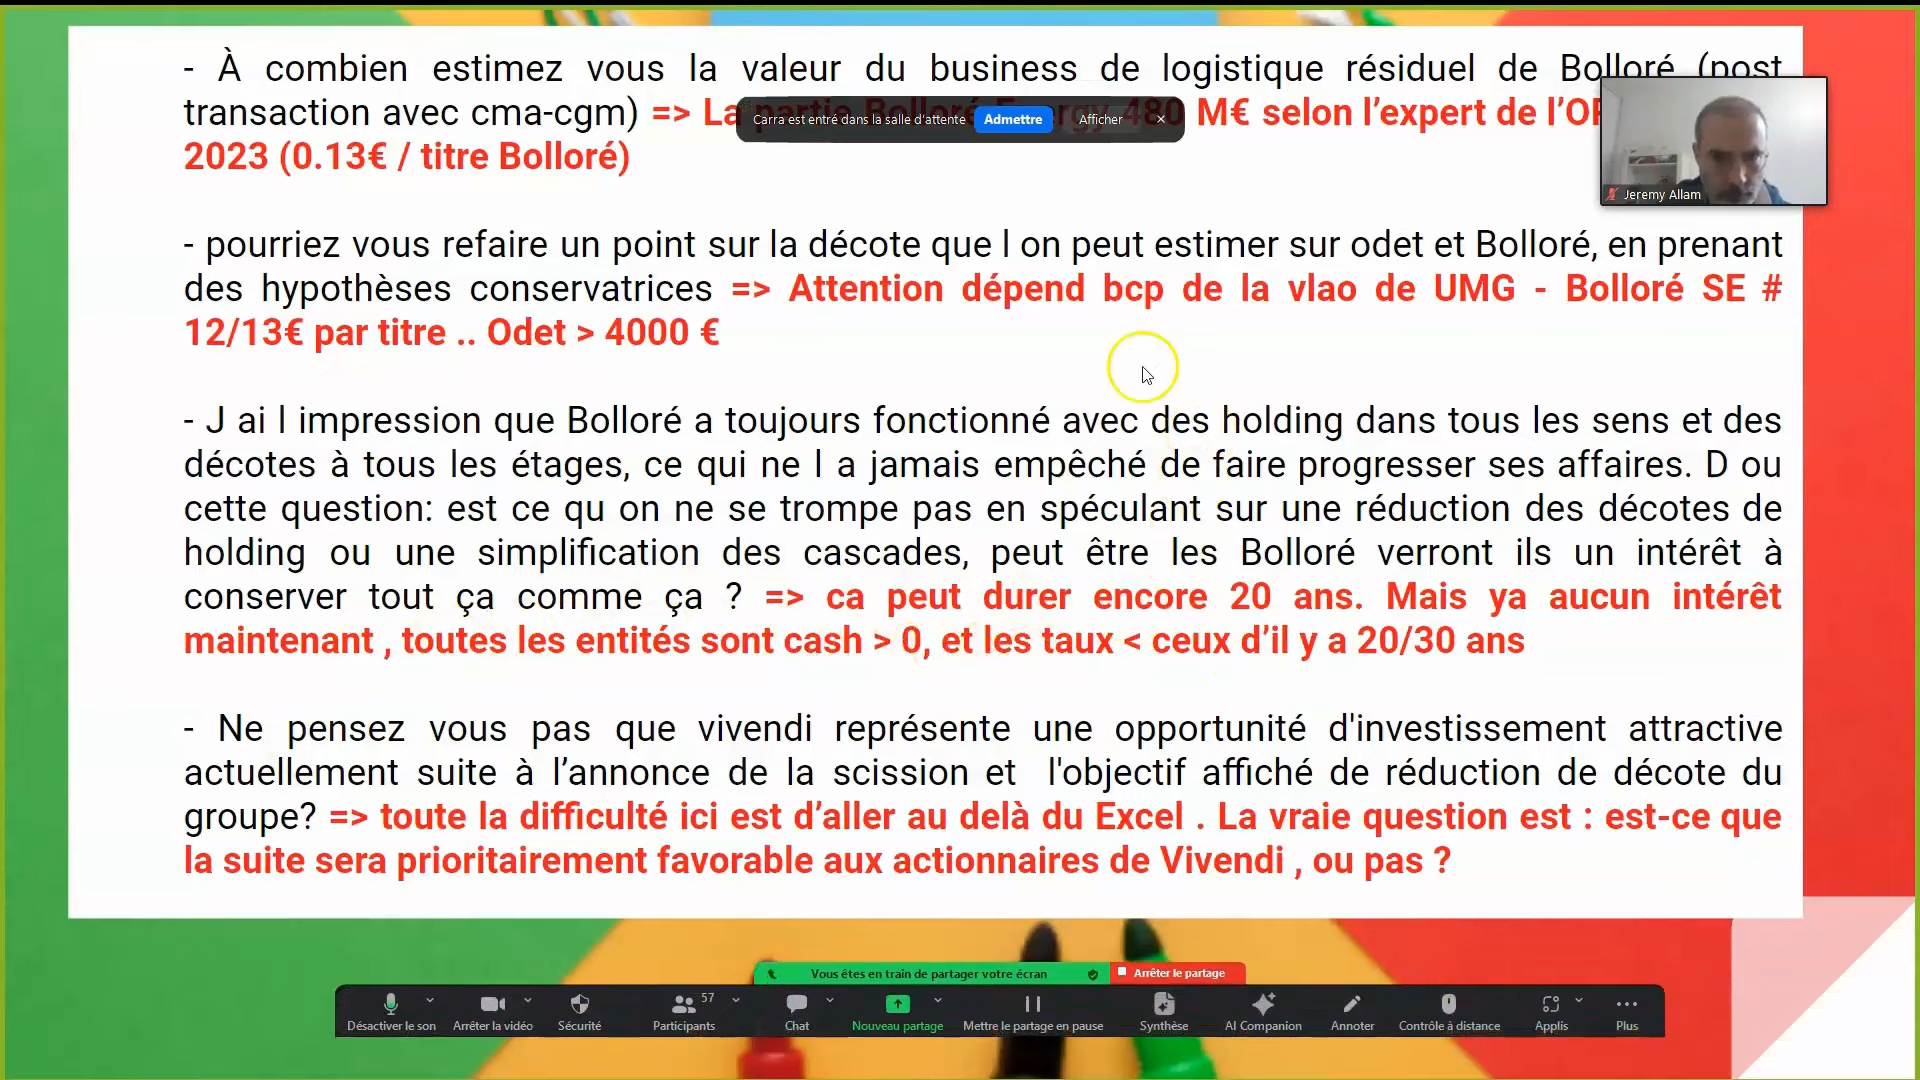 - À combien estimez vous la valeur du business de logistique résiduel de Bolloré (post
transaction avec cma-cgm) => La partie Bolloré Energy 480 M€ selon l'expert de l'OP
2023 (0.13€ / titre Bolloré)
Carra est entré dans la salle d'attente Admettre Afficher ×
Jeremy Allam
- pourriez vous refaire un point sur la décote que l on peut estimer sur odet et Bolloré, en prenant
des hypothèses conservatrices => Attention dépend bcp de la vlao de UMG - Bolloré SE #
12/13€ par titre .. Odet > 4000 €
- J ai l impression que Bolloré a toujours fonctionné avec des holding dans tous les sens et des
décotes à tous les étages, ce qui ne l a jamais empêché de faire progresser ses affaires. D ou
cette question: est ce qu on ne se trompe pas en spéculant sur une réduction des décotes de
holding ou une simplification des cascades, peut être les Bolloré verront ils un intérêt à
conserver tout ça comme ça ? => ca peut durer encore 20 ans. Mais ya aucun intérêt
maintenant , toutes les entités sont cash > 0, et les taux < ceux d'il y a 20/30 ans
- Ne pensez vous pas que vivendi représente une opportunité d'investissement attractive
actuellement suite à l'annonce de la scission et l'objectif affiché de réduction de décote du
groupe? => toute la difficulté ici est d'aller au delà du Excel . La vraie question est : est-ce que
la suite sera prioritairement favorable aux actionnaires de Vivendi , ou pas ?
Vous êtes en train de partager votre écran Arrêter le partage
57
Désactiver le son Arrêter la vidéo Sécurité Participants Chat Nouveau partage Mettre le partage en pause Synthèse AI Companion Annoter Contrôle à distance Applis Plus